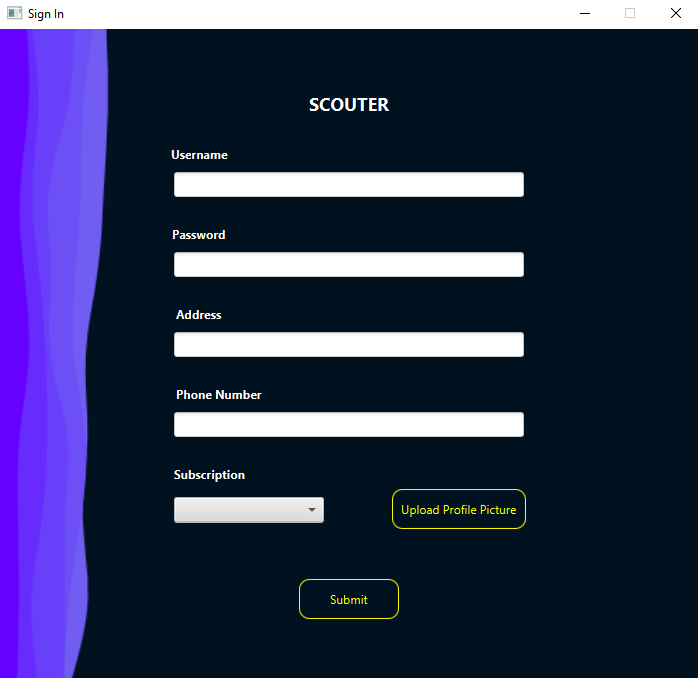 Sign In
SCOUTER
Username
Password
Address
Phone Number
Subscription
Upload Profile Picture
Submit